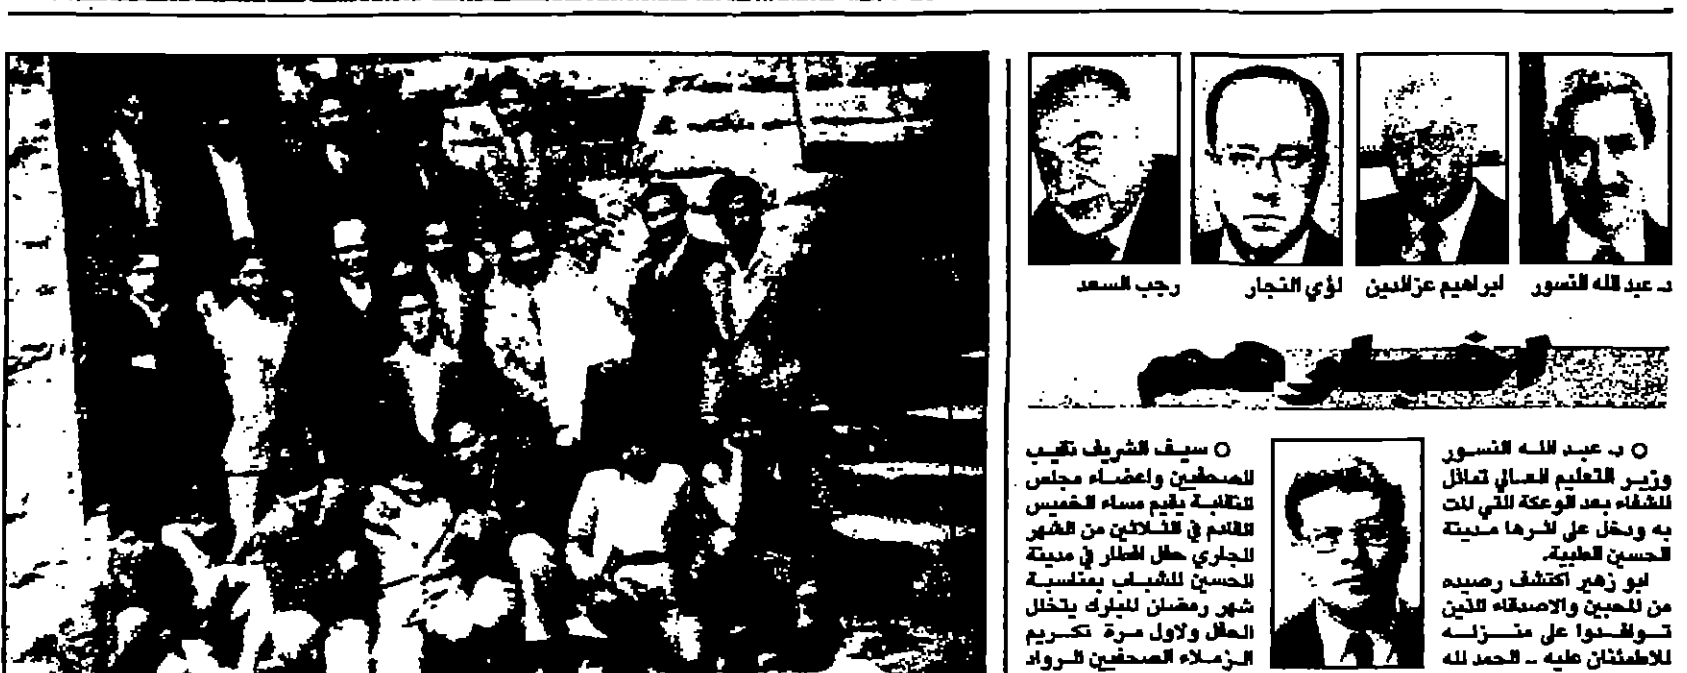 د. عبد الله النسور
ابراهيم عزالدين
لؤي النجار
رجب السعد
○ د. عبد الله النسور
وزير التعليم العالي تماثل
للشفاء بعد الوعكة التي المت
به ودخل على اثرها مدينة
الحسين الطبية.
ابو زهير اكتشف رصيده
من المحبين والاصدقاء الذين
توافدوا على منزله
للاطمئنان عليه .. الحمد لله
○ سيف الشريف نقيب
الصحفيين واعضاء مجلس
النقابة يقيم مساء الخميس
القادم في الثلاثين من الشهر
الجاري حفل افطار في مدينة
الحسين للشباب بمناسبة
شهر رمضان المبارك يتخلل
الحفل ولاول مرة تكريم
الزملاء الصحفيين الرواد